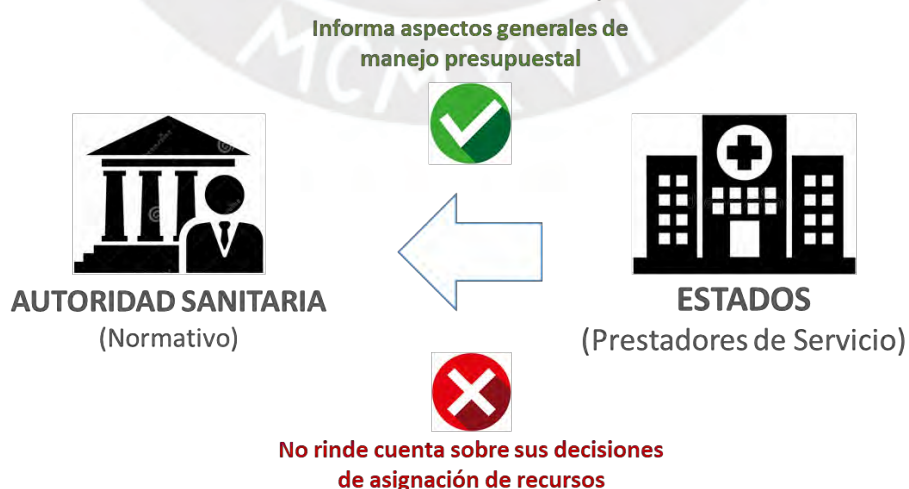 Informa aspectos generales de
manejo presupuestal
MCMXVII
AUTORIDAD SANITARIA
(Normativo)
ESTADOS
(Prestadores de Servicio)
No rinde cuenta sobre sus decisiones
de asignación de recursos